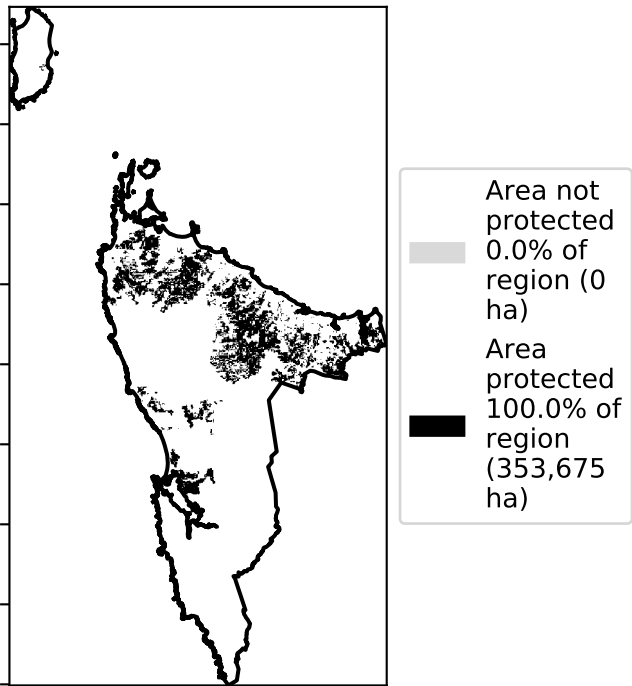 Area not
protected
0.0% of
region (0
ha)
Area
protected
100.0% of
region
(353,675
ha)